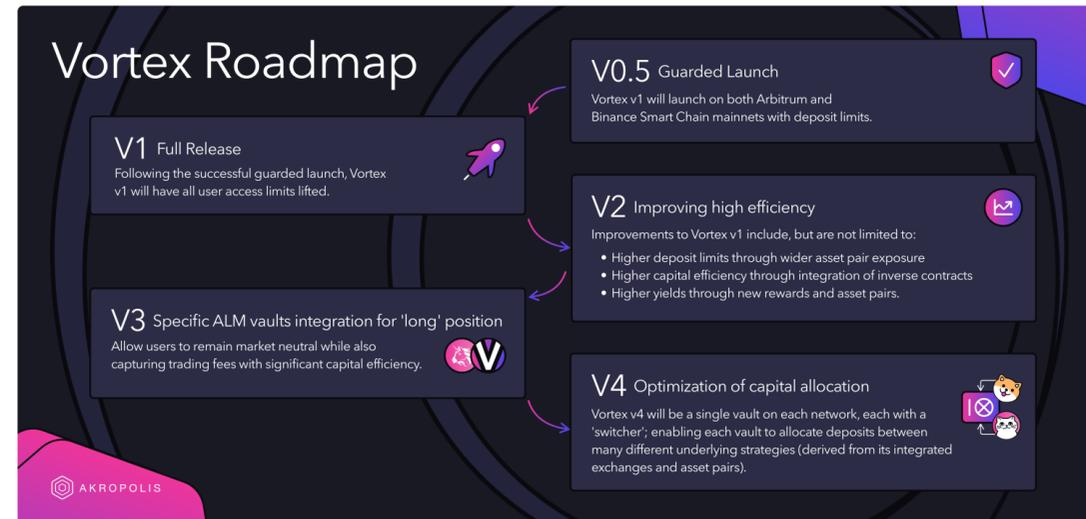 Vortex Roadmap
V0.5 Guarded Launch
Vortex v1 will launch on both Arbitrum and
Binance Smart Chain mainnets with deposit limits.
V1 Full Release
Following the successful guarded launch, Vortex
v1 will have all user access limits lifted.
V2 Improving high efficiency
Improvements to Vortex v1 include, but are not limited to:
• Higher deposit limits through wider asset pair exposure
• Higher capital efficiency through integration of inverse contracts
• Higher yields through new rewards and asset pairs.
V3 Specific ALM vaults integration for 'long' position
Allow users to remain market neutral while also
capturing trading fees with significant capital efficiency.
V4 Optimization of capital allocation
Vortex v4 will be a single vault on each network, each with a
'switcher'; enabling each vault to allocate deposits between
many different underlying strategies (derived from its integrated
exchanges and asset pairs).
AKROPOLIS